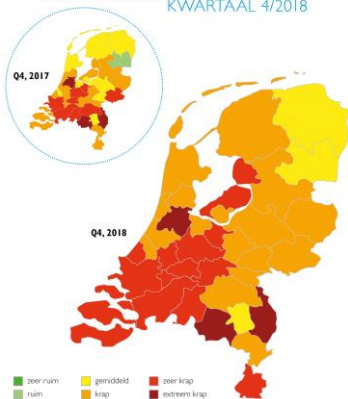 KWARTAAL 4/2018
Q4, 2017
Q4, 2018
zeer ruim
gemiddeld
zeer krap
ruim
krap
extreem krap